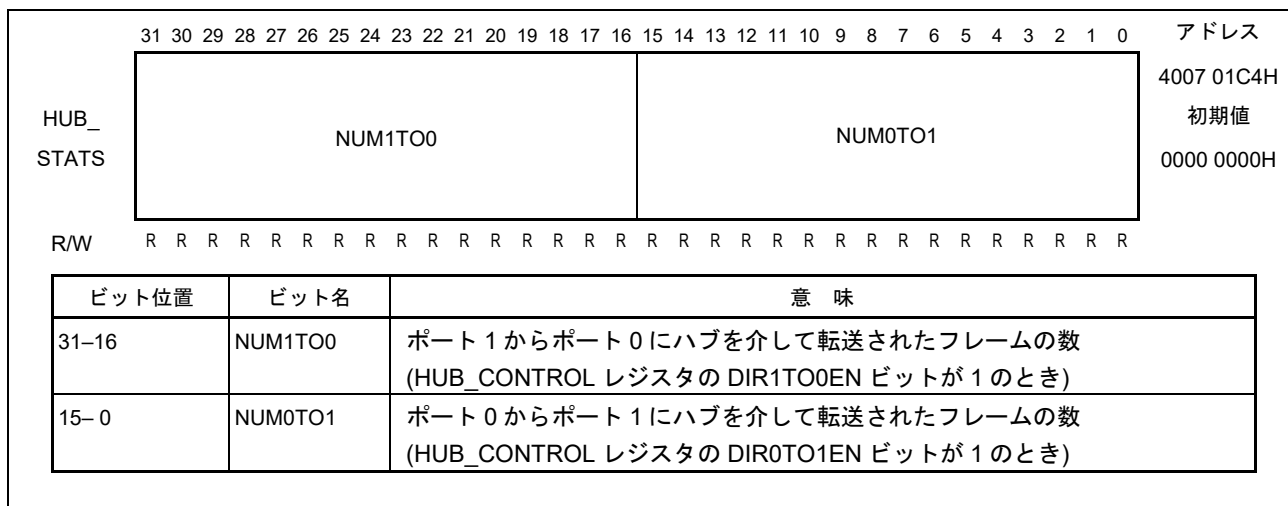 31 30 29 28 27 26 25 24 23 22 21 20 19 18 17 16 15 14 13 12 11 10 9 8 7 6 5 4 3 2 1 0 アドレス
4007 01C4H
HUB_
STATS
NUM1TO0
NUM0TO1
初期値
0000 0000H
R/W R R R R R R R R R R R R R R R R R R R R R R R R R R R R R R R R
ビット位置 ビット名 意 味
31–16 NUM1TO0 ポート 1 からポート 0 にハブを介して転送されたフレームの数
(HUB_CONTROL レジスタの DIR1TO0EN ビットが 1 のとき)
15– 0 NUM0TO1 ポート 0 からポート 1 にハブを介して転送されたフレームの数
(HUB_CONTROL レジスタの DIR0TO1EN ビットが 1 のとき)